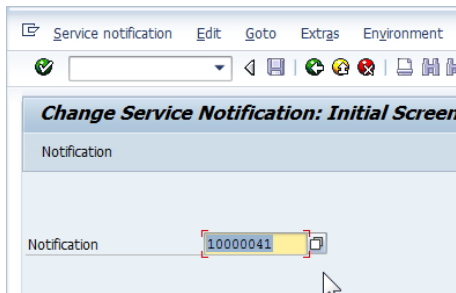 Service notification Edit Goto Extras Environment
Change Service Notification: Initial Screen
Notification
Notification 10000041